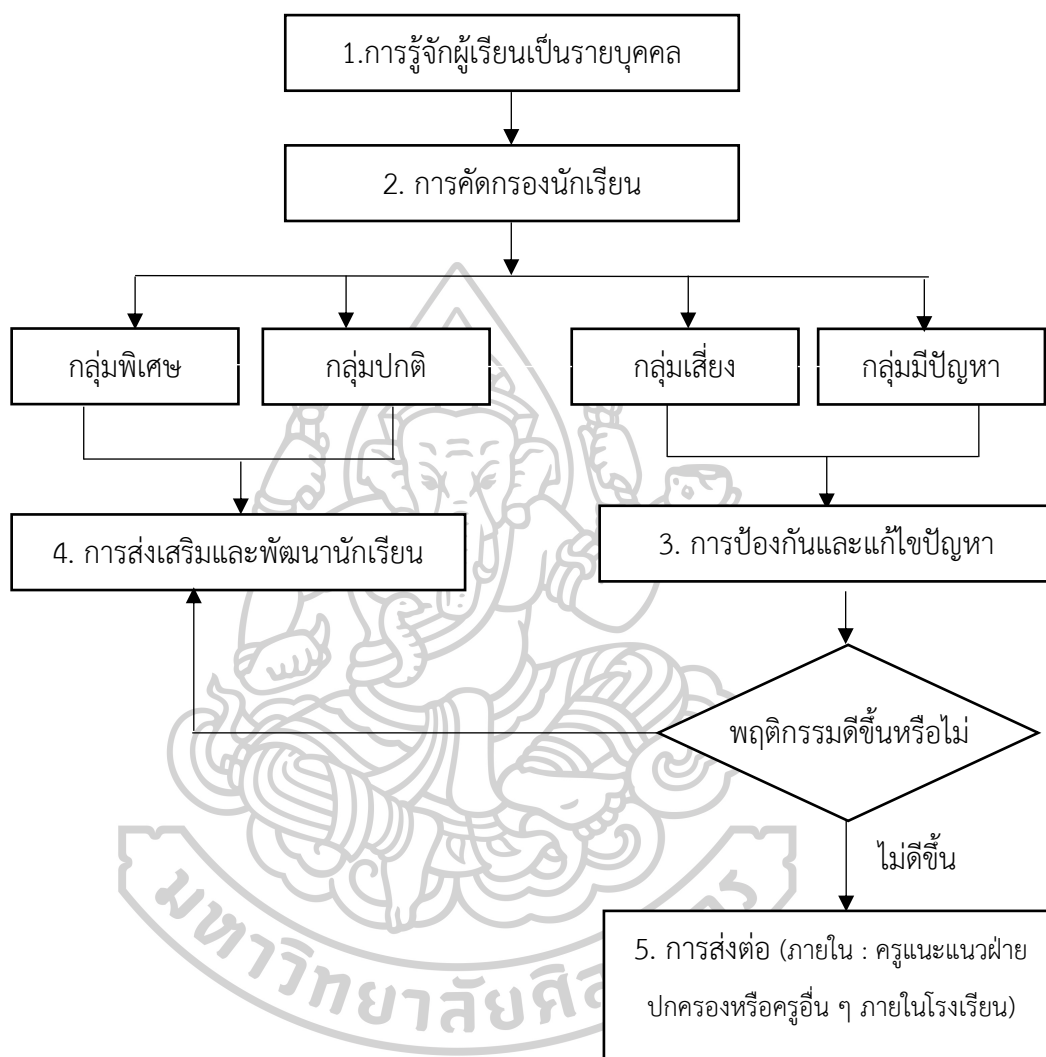 1.การรู้จักผู้เรียนเป็นรายบุคคล
2. การคัดกรองนักเรียน
กลุ่มพิเศษ
กลุ่มปกติ
กลุ่มเสี่ยง
กลุ่มมีปัญหา
4. การส่งเสริมและพัฒนานักเรียน
3. การป้องกันและแก้ไขปัญหา
พฤติกรรมดีขึ้นหรือไม่
ไม่ดีขึ้น
5. การส่งต่อ (ภายใน : ครูแนะแนวฝ่าย
ปกครองหรือครูอื่น ๆ ภายในโรงเรียน)
มหาวิทยาลัย